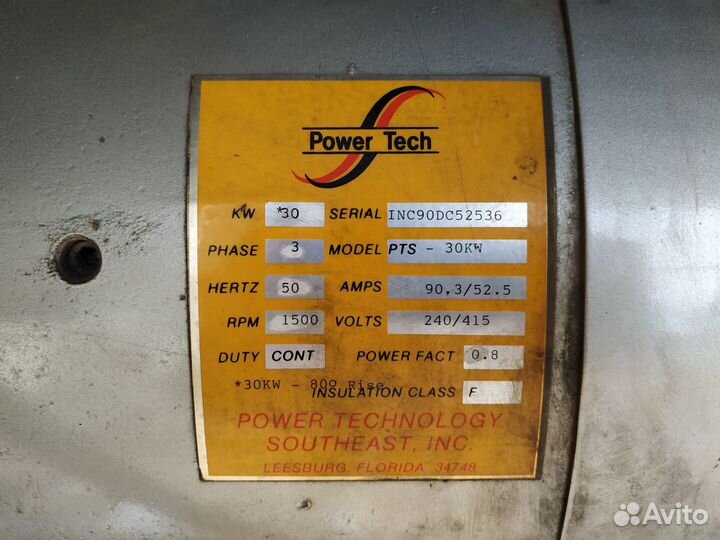 Power Tech
KW *30 SERIAL INC90DC52536
PHASE 3 MODEL PTS - 30KW
HERTZ 50 AMPS 90.3/52.5
RPM 1500 VOLTS 240/415
DUTY CONT POWER FACT 0.8
*30KW - 80º Rise
INSULATION CLASS F
POWER TECHNOLOGY
SOUTHEAST, INC.
LEESBURG, FLORIDA 34748
Avito